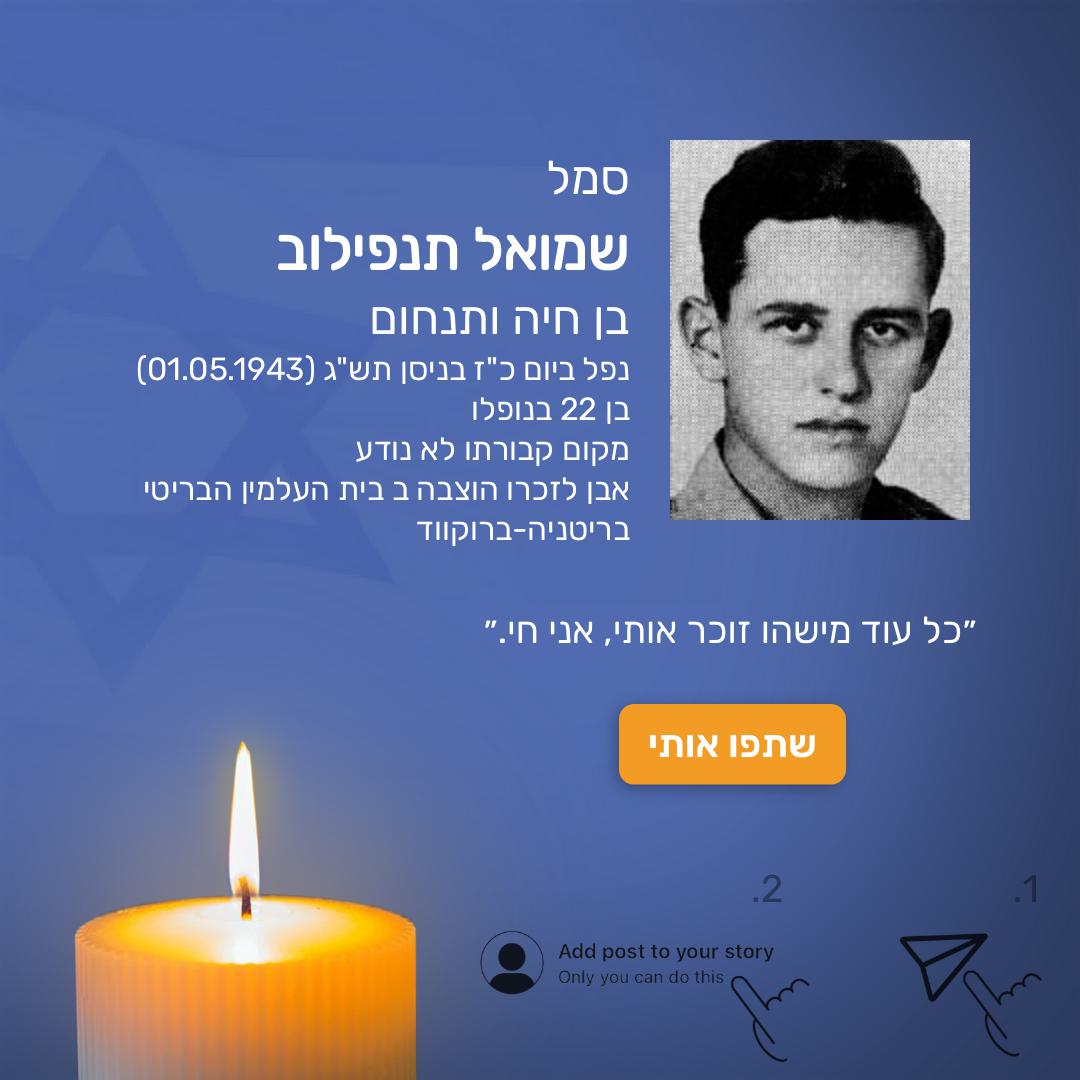 סמל
שמואל תנפילוב
בן חיה ותנחום
נפל ביום כ"ז בניסן תש"ג (01.05.1943)
בן 22 בנופלו
מקום קבורתו לא נודע
אבן לזכרו הוצבה ב בית העלמין הבריטי
בריטניה-ברוקווד
״כל עוד מישהו זוכר אותי, אני חי.״
שתפו אותי
.1
.2
Add post to your story
Only you can do this